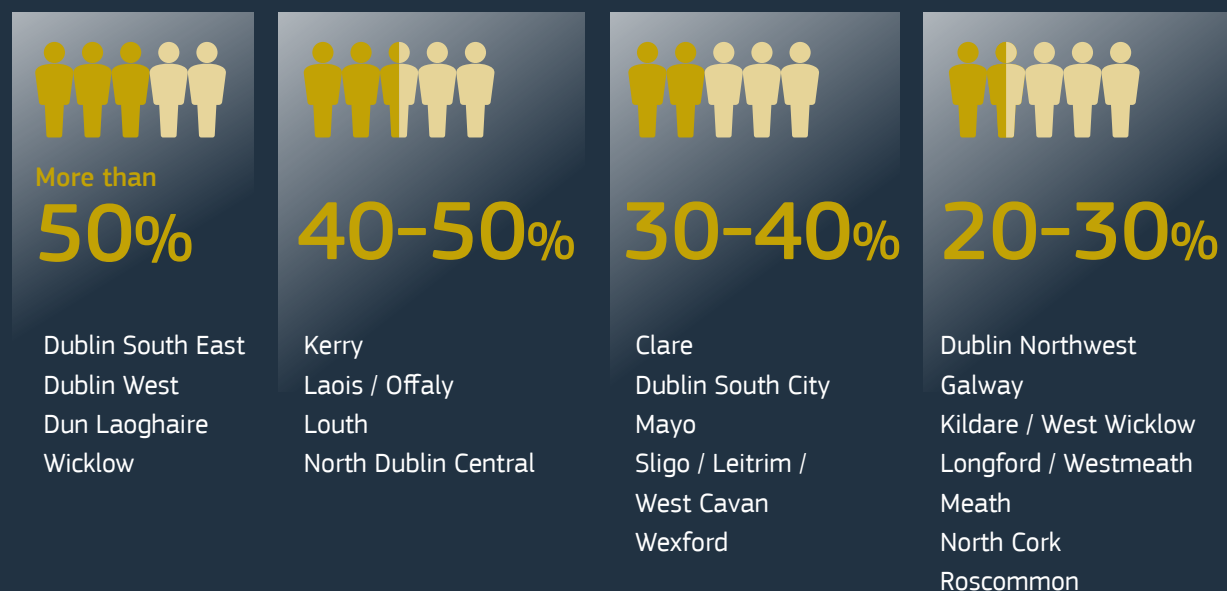 More than
50%
Dublin South East
Dublin West
Dun Laoghaire
Wicklow
40-50%
Kerry
Laois / Offaly
Louth
North Dublin Central
30-40%
Clare
Dublin South City
Mayo
Sligo / Leitrim /
West Cavan
Wexford
20-30%
Dublin Northwest
Galway
Kildare / West Wicklow
Longford / Westmeath
Meath
North Cork
Roscommon